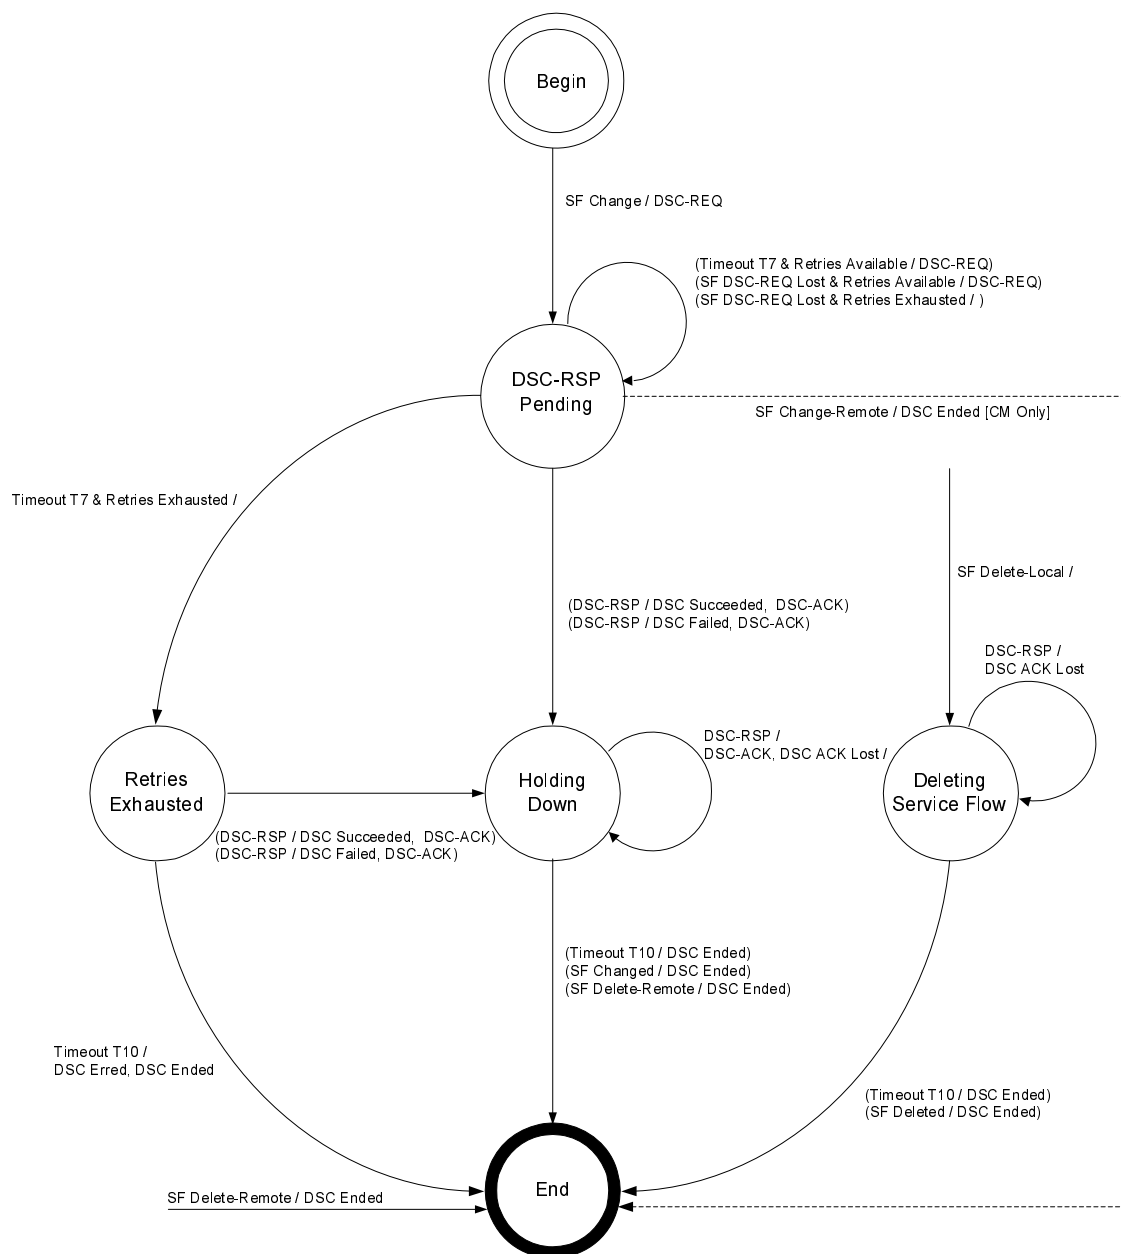 Begin
SF Change / DSC-REQ
(Timeout T7 & Retries Available / DSC-REQ)
(SF DSC-REQ Lost & Retries Available / DSC-REQ)
(SF DSC-REQ Lost & Retries Exhausted / )
DSC-RSP
Pending
SF Change-Remote / DSC Ended [CM Only]
Timeout T7 & Retries Exhausted /
SF Delete-Local /
(DSC-RSP / DSC Succeeded, DSC-ACK)
(DSC-RSP / DSC Failed, DSC-ACK)
DSC-RSP /
DSC ACK Lost
Retries
Exhausted
Holding
Down
DSC-RSP /
DSC-ACK, DSC ACK Lost /
Deleting
Service Flow
(DSC-RSP / DSC Succeeded, DSC-ACK)
(DSC-RSP / DSC Failed, DSC-ACK)
(Timeout T10 / DSC Ended)
(SF Changed / DSC Ended)
(SF Delete-Remote / DSC Ended)
Timeout T10 /
DSC Erred, DSC Ended
(Timeout T10 / DSC Ended)
(SF Deleted / DSC Ended)
SF Delete-Remote / DSC Ended
End